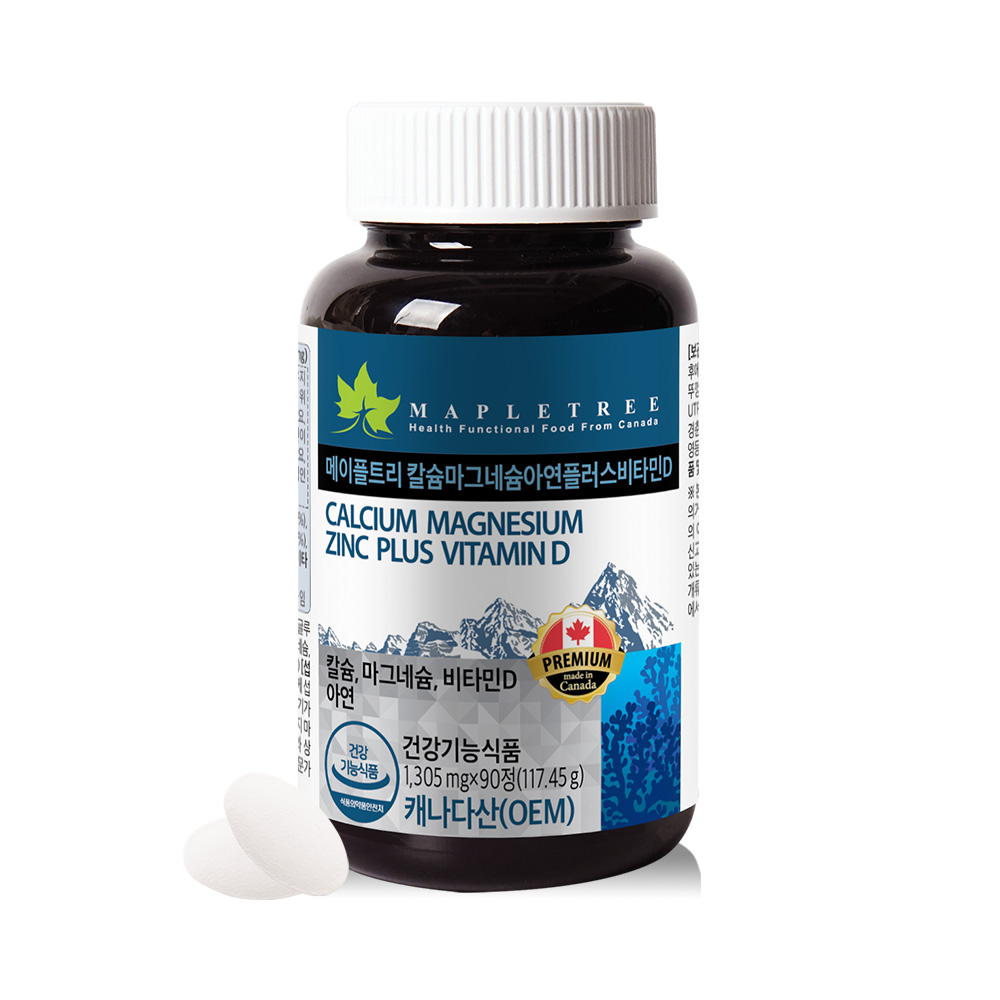 MAPLETREE
Health Functional Food From Canada
메이플트리 칼슘마그네슘아연플러스비타민D
CALCIUM MAGNESIUM
ZINC PLUS VITAMIN D
PREMIUM
made in
Canada
칼슘, 마그네슘, 비타민D
아연
건강
기능식품
식품의약품안전처
건강기능식품
1,305 mg×90정(117.45 g)
캐나다산(OEM)